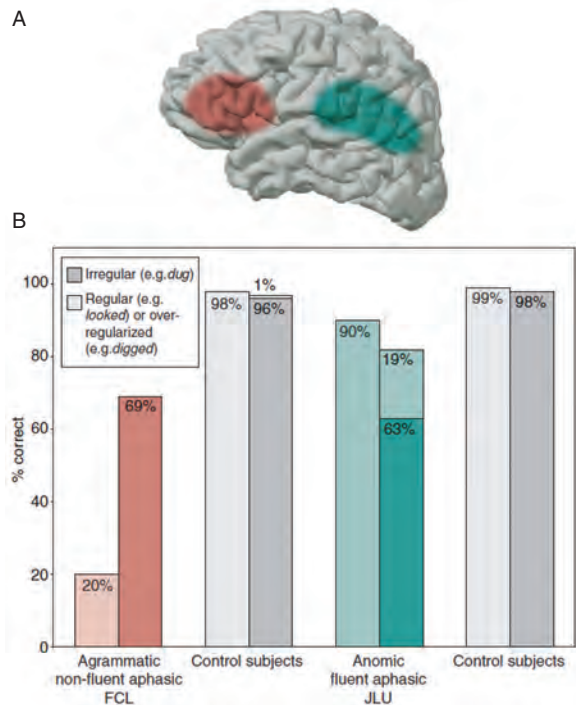 A
B
Irregular (e.g.dug)
Regular (e.g.
looked) or over-
regularized
(e.g.digged)
% correct
100
80
60
40
20
0
20%
69%
98%
1%
96%
90%
19%
63%
99%
98%
Agrammatic
non-fluent aphasic
FCL
Control subjects
Anomic
fluent aphasic
JLU
Control subjects